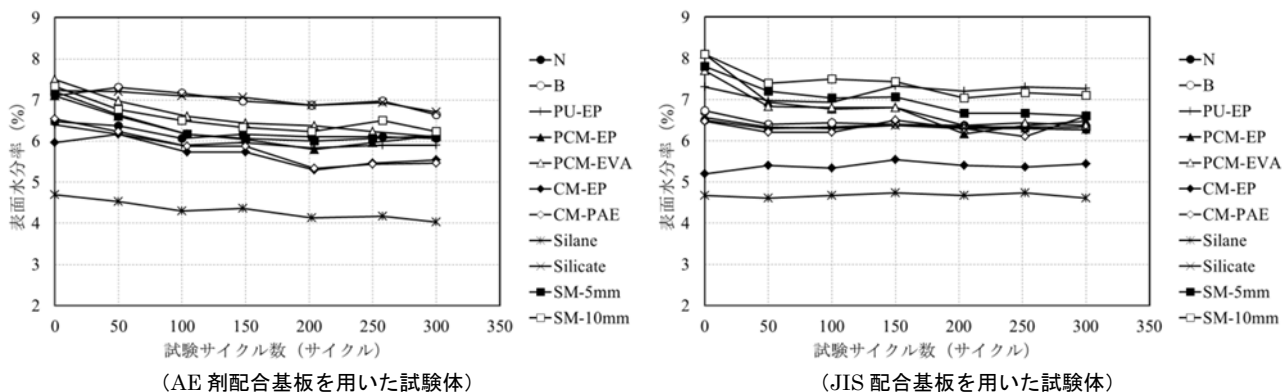 9
8
7
6
5
4
3
2
表面水分率（%）
0 50 100 150 200 250 300 350
試験サイクル数（サイクル）
N
B
PU-EP
PCM-EP
PCM-EVA
CM-EP
CM-PAE
Silane
Silicate
SM-5mm
SM-10mm
（AE 剤配合基板を用いた試験体）
9
8
7
6
5
4
3
2
表面水分率（%）
0 50 100 150 200 250 300 350
試験サイクル数（サイクル）
N
B
PU-EP
PCM-EP
PCM-EVA
CM-EP
CM-PAE
Silane
Silicate
SM-5mm
SM-10mm
（JIS 配合基板を用いた試験体）